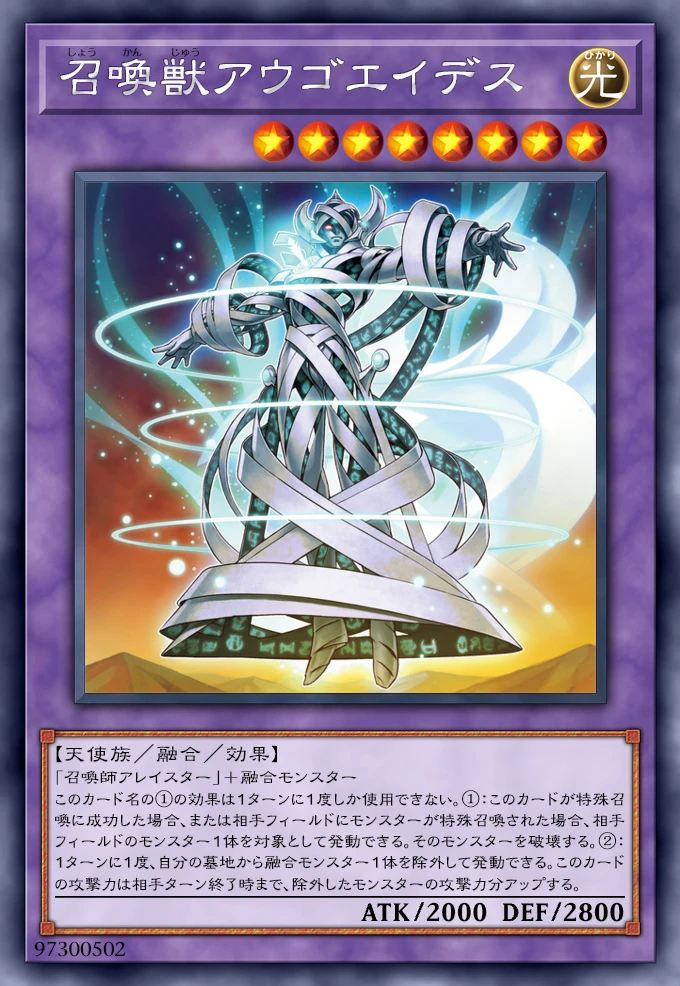 しょう かん じゅう
召喚獣アウゴエイデス
ひかり
光
【天使族／融合／効果】
「召喚師アレイスター」＋融合モンスター
このカード名の①の効果は1ターンに1度しか使用できない。①：このカードが特殊召
喚に成功した場合、または相手フィールドにモンスターが特殊召喚された場合、相手
フィールドのモンスター1体を対象として発動できる。そのモンスターを破壊する。②：
1ターンに1度、自分の墓地から融合モンスター1体を除外して発動できる。このカード
の攻撃力は相手ターン終了時まで、除外したモンスターの攻撃力分アップする。
ATK/2000 DEF/2800
97300502